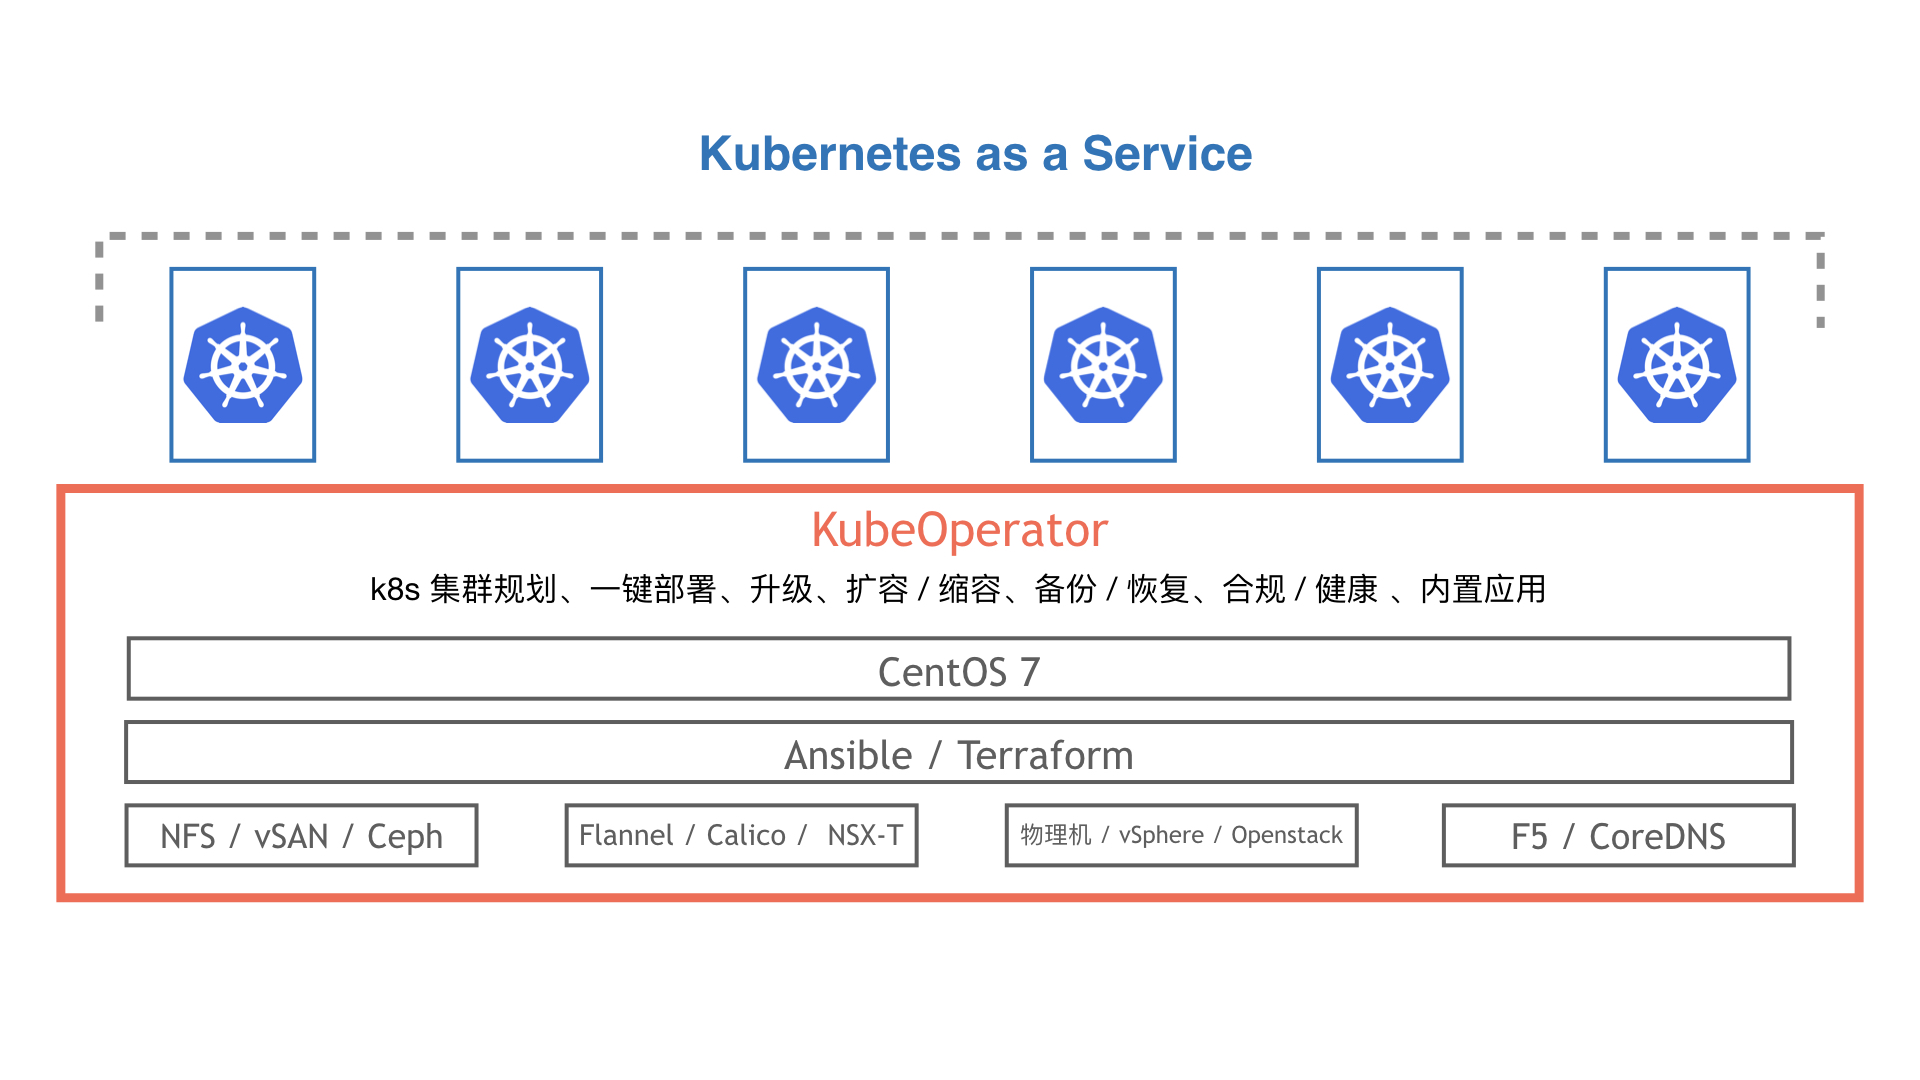 Kubernetes as a Service
KubeOperator
k8s 集群规划、一键部署、升级、扩容 / 缩容、备份 / 恢复、合规 / 健康 、内置应用
CentOS 7
Ansible / Terraform
NFS / vSAN / Ceph
Flannel / Calico / NSX-T
物理机 / vSphere / Openstack
F5 / CoreDNS